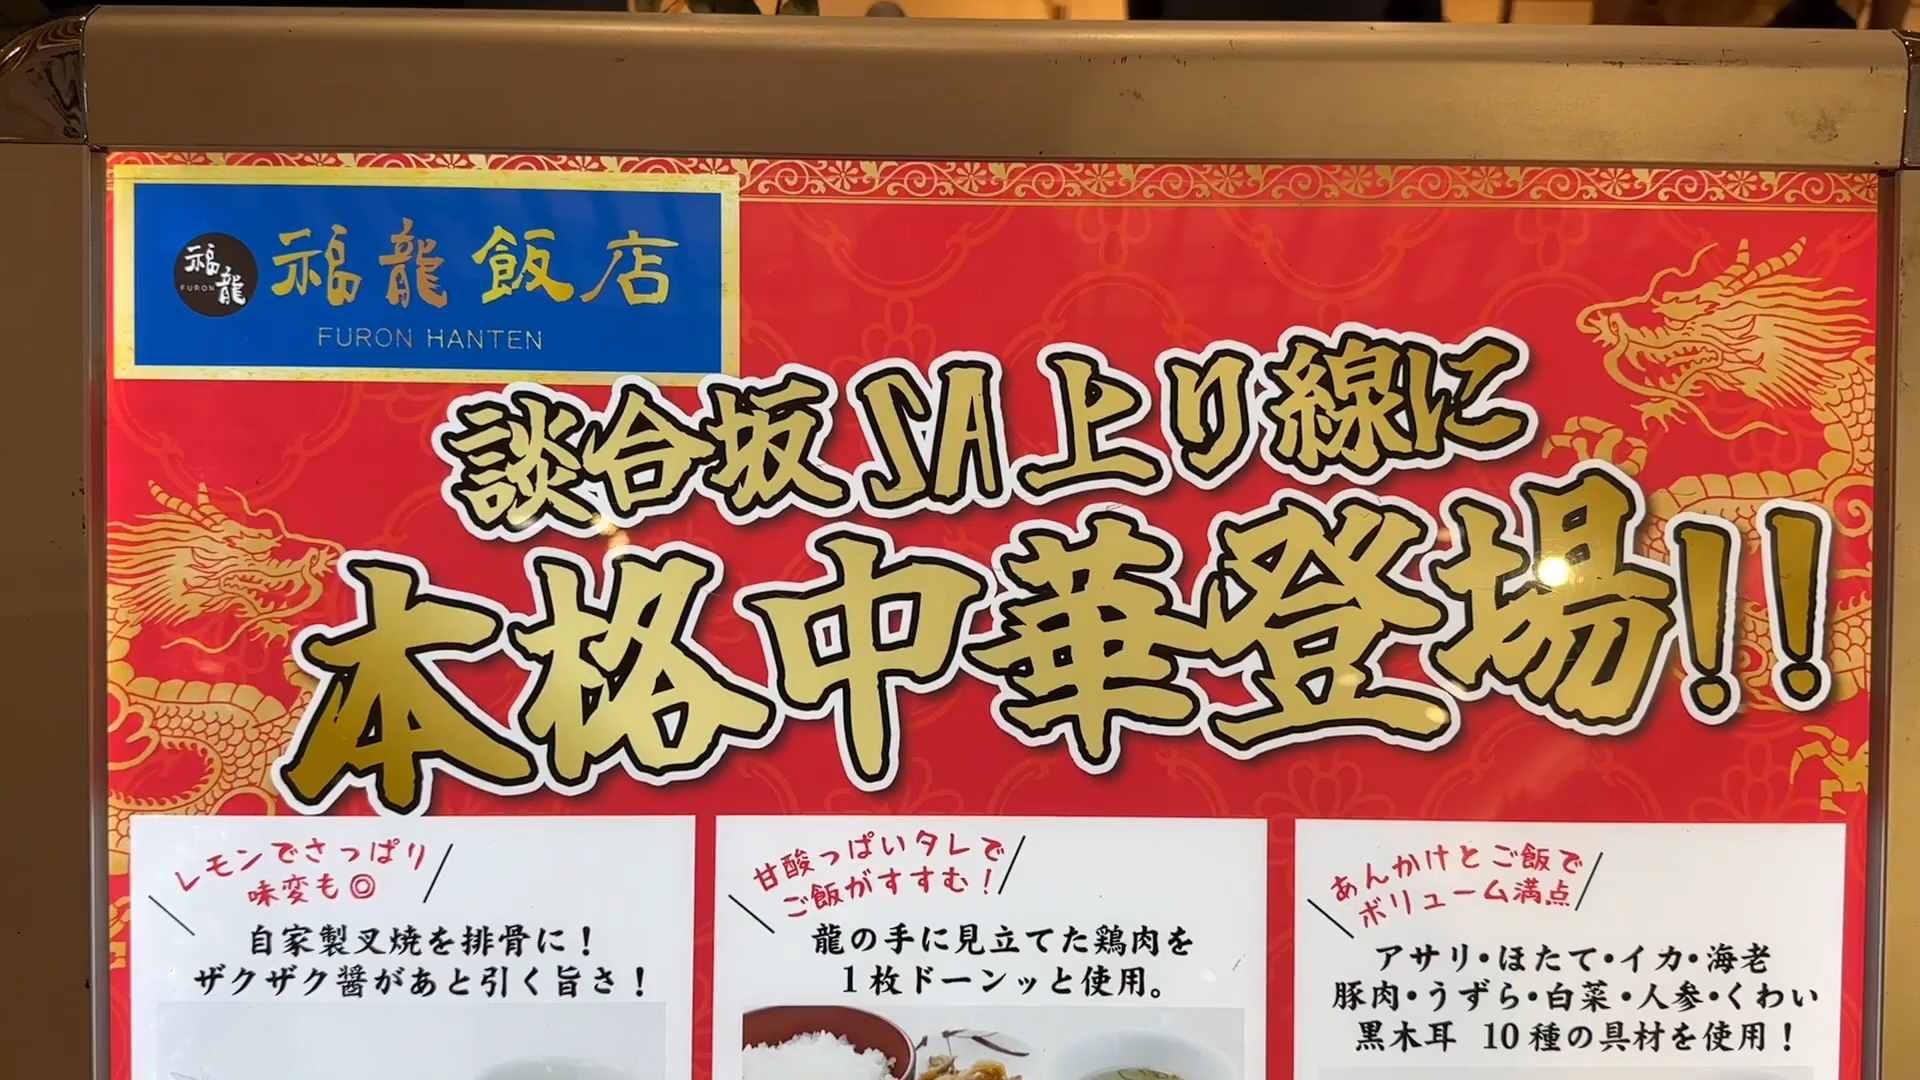 福龍
FURON
福龍飯店
FURON HANTEN
談合坂SA上り線に
本格中華登場!!
レモンでさっぱり
味変も◎
自家製叉焼を排骨に！
ザクザク醤があと引く旨さ！
甘酸っぱいタレで
ご飯がすすむ！
龍の手に見立てた鶏肉を
1枚ドーンッと使用。
あんかけとご飯で
ボリューム満点
アサリ・ほたて・イカ・海老
豚肉・うずら・白菜・人参・くわい
黒木耳 10種の具材を使用！